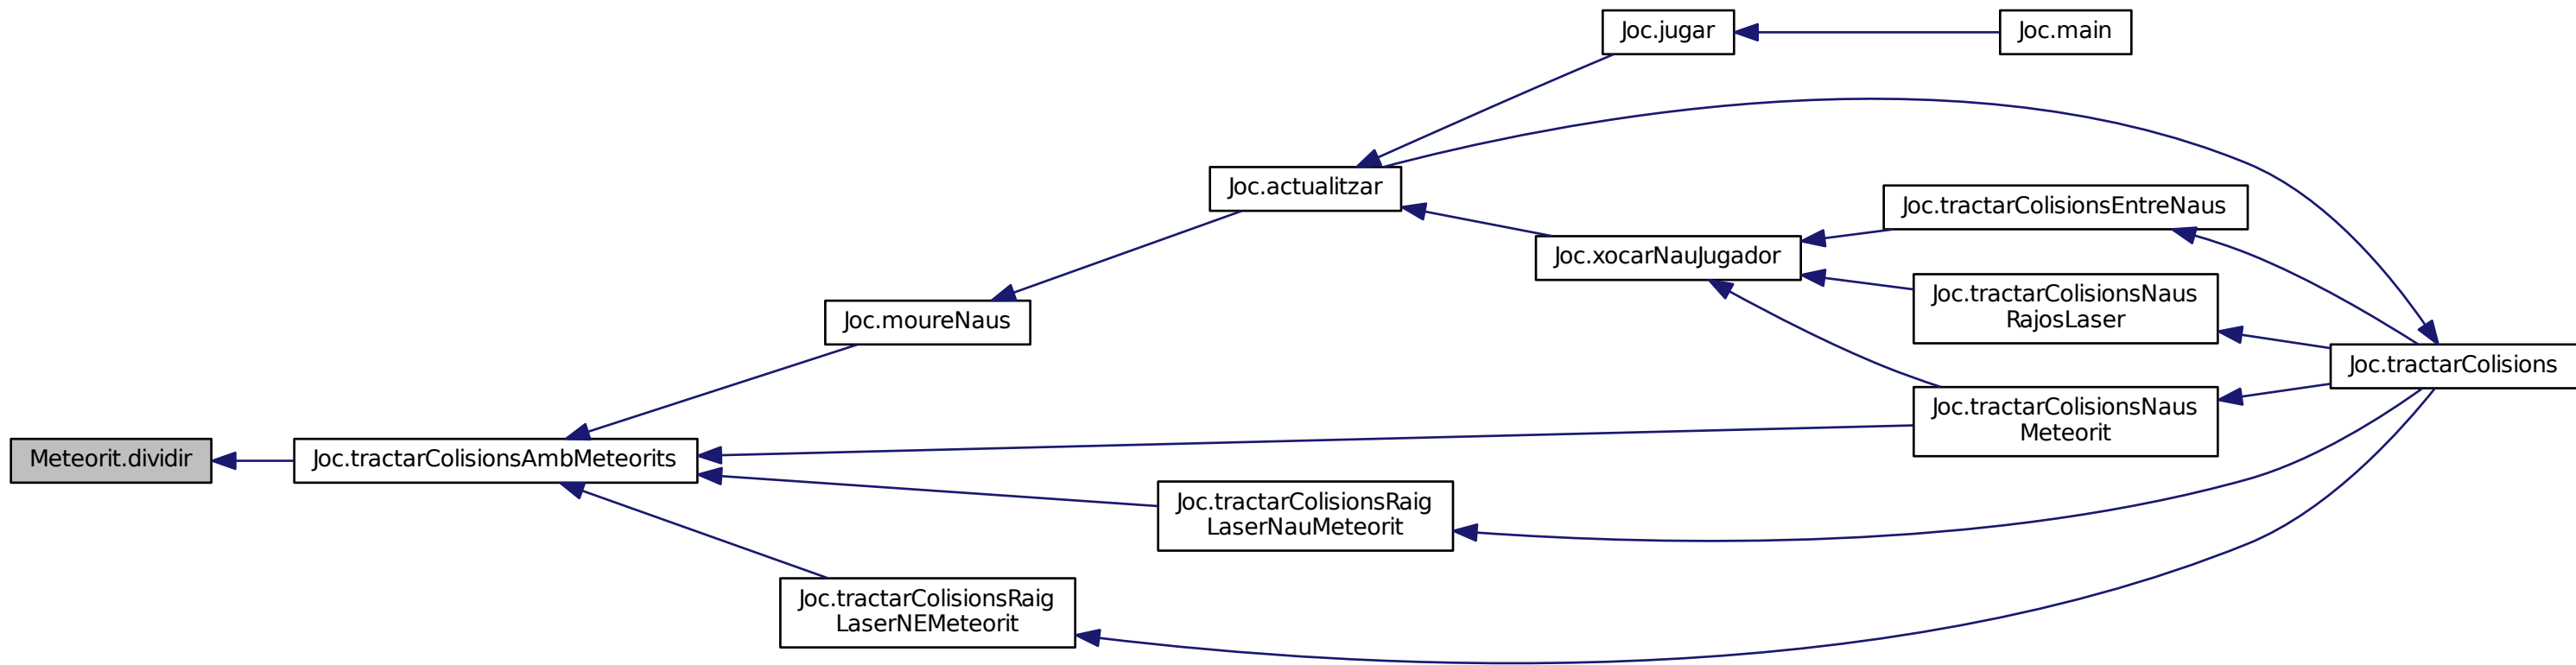 Joc.jugar
Joc.main
Joc.actualitzar
Joc.tractarColisionsEntreNaus
Joc.xocarNauJugador
Joc.tractarColisionsNaus
RajosLaser
Joc.moureNaus
Joc.tractarColisions
Joc.tractarColisionsNaus
Meteorit
Meteorit.dividir
Joc.tractarColisionsAmbMeteorits
Joc.tractarColisionsRaig
LaserNauMeteorit
Joc.tractarColisionsRaig
LaserNEMeteorit